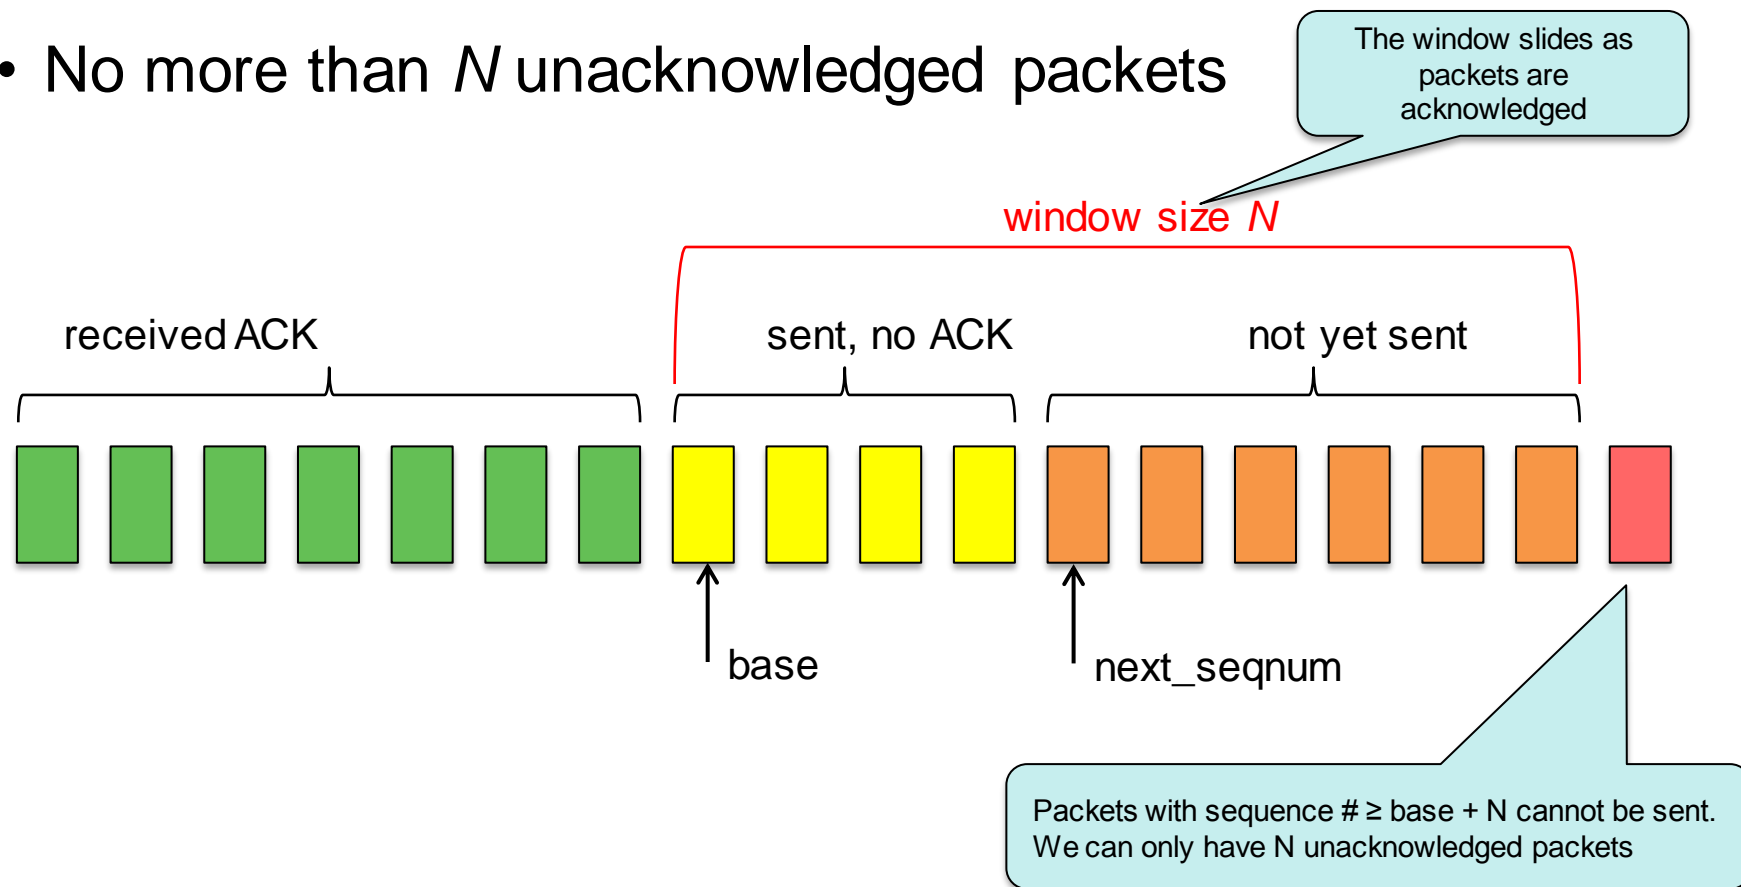 • No more than N unacknowledged packets
The window slides as
packets are
acknowledged
window size N
received ACK
sent, no ACK
not yet sent
base
next_seqnum
Packets with sequence # ≥ base + N cannot be sent.
We can only have N unacknowledged packets